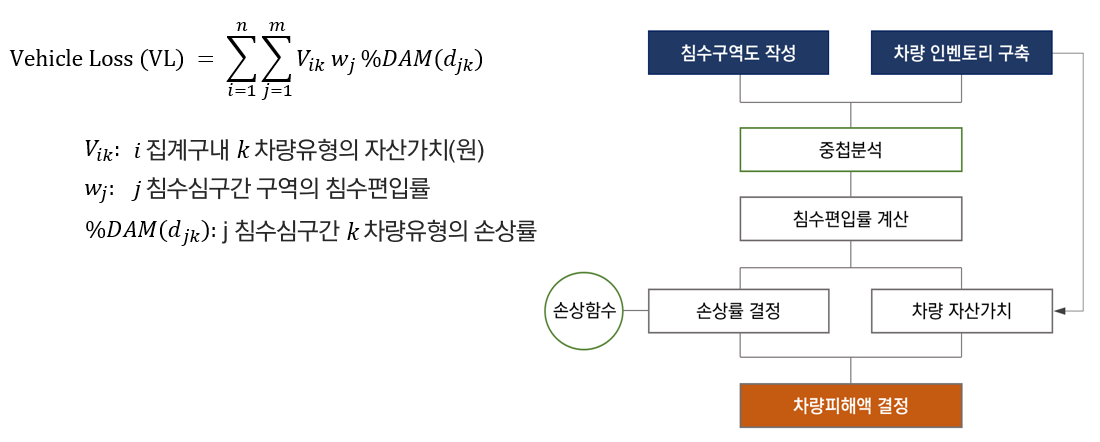 Vehicle Loss (VL) = \sum_{i=1}^{n} \sum_{j=1}^{m} V_{ik} w_j %DAM(d_{jk})
V_{ik}: i 집계구내 k 차량유형의 자산가치(원)
w_j: j 침수심구간 구역의 침수편입률
%DAM(d_{jk}): j 침수심구간 k 차량유형의 손상률
침수구역도 작성
차량 인벤토리 구축
중첩분석
침수편입률 계산
손상함수
손상률 결정
차량 자산가치
차량피해액 결정